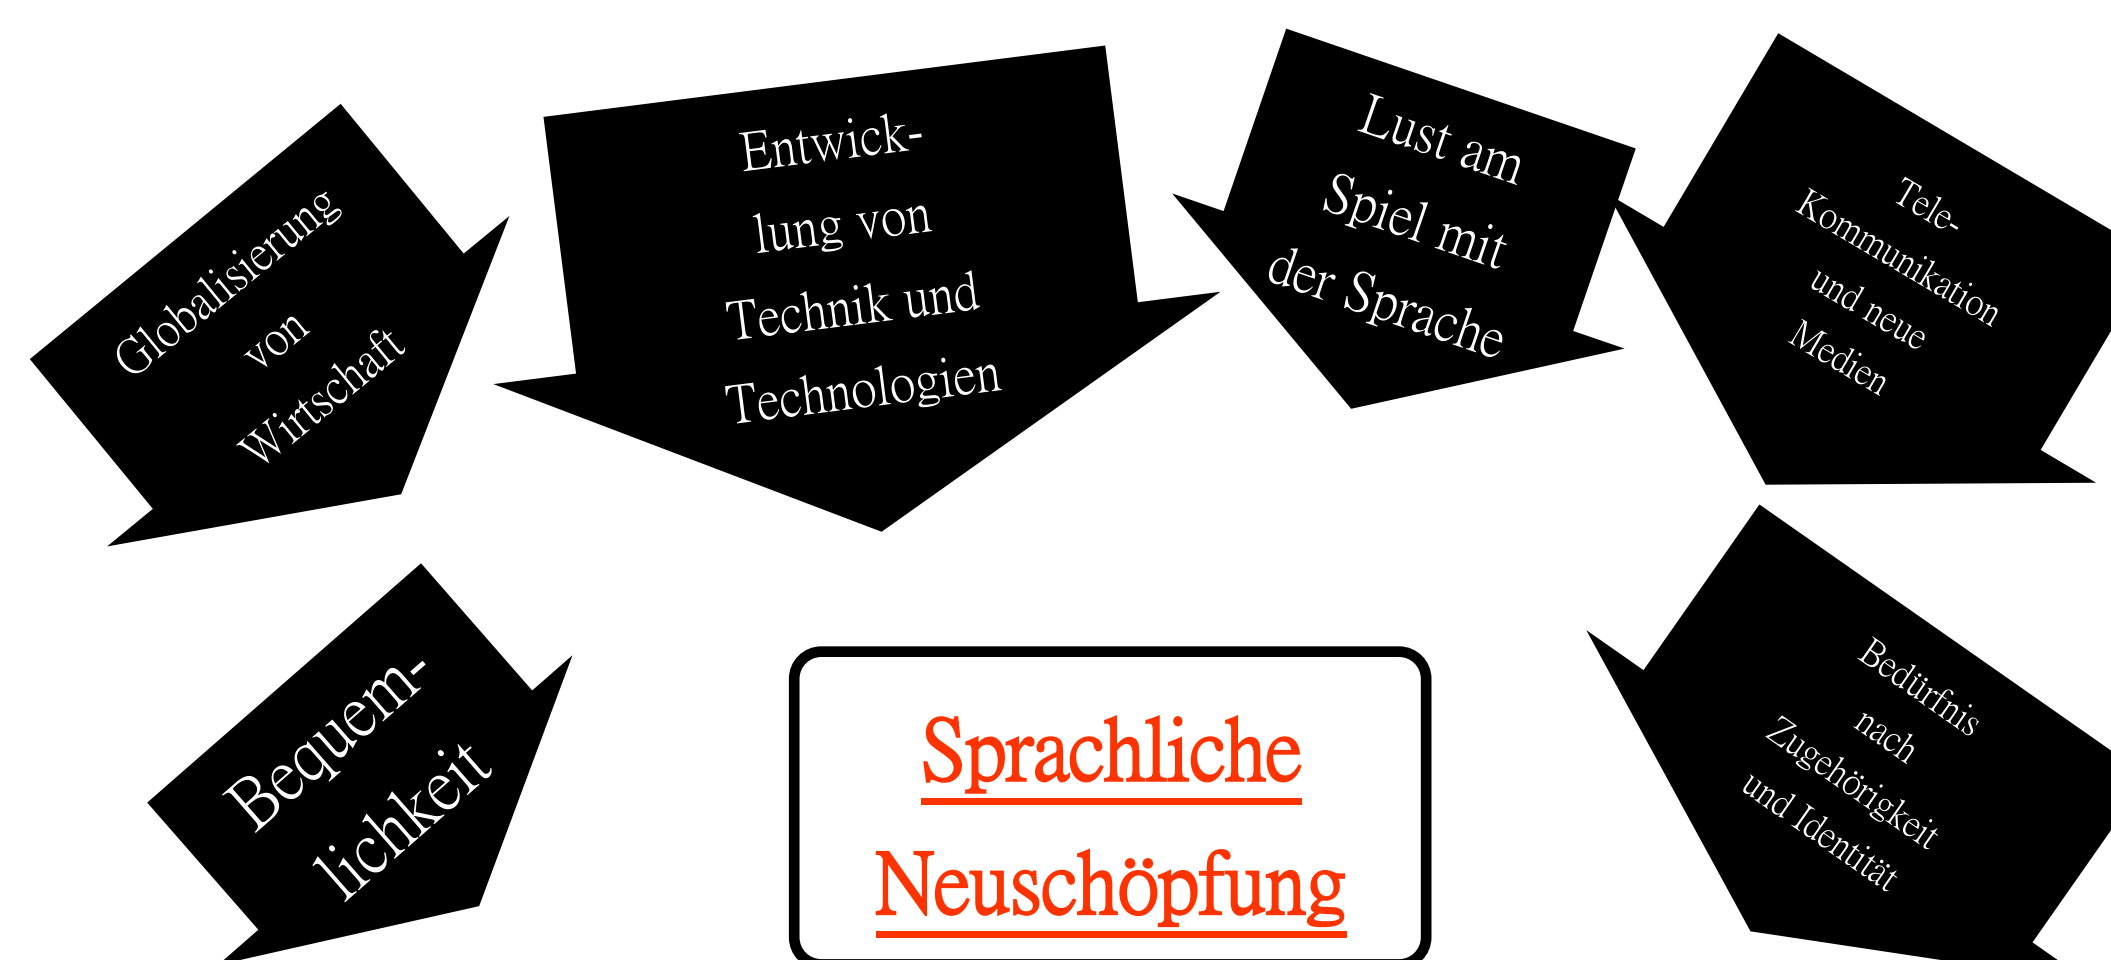 Globalisierung
von
Wirtschaft
Entwick-
lung von
Technik und
Technologien
Lust am
Spiel mit
der Sprache
Tele-
Kommunikation
und neue
Medien
Bequem-
lichkeit
Sprachliche
Neuschöpfung
Bedürfnis
nach
Zugehörigkeit
und Identität